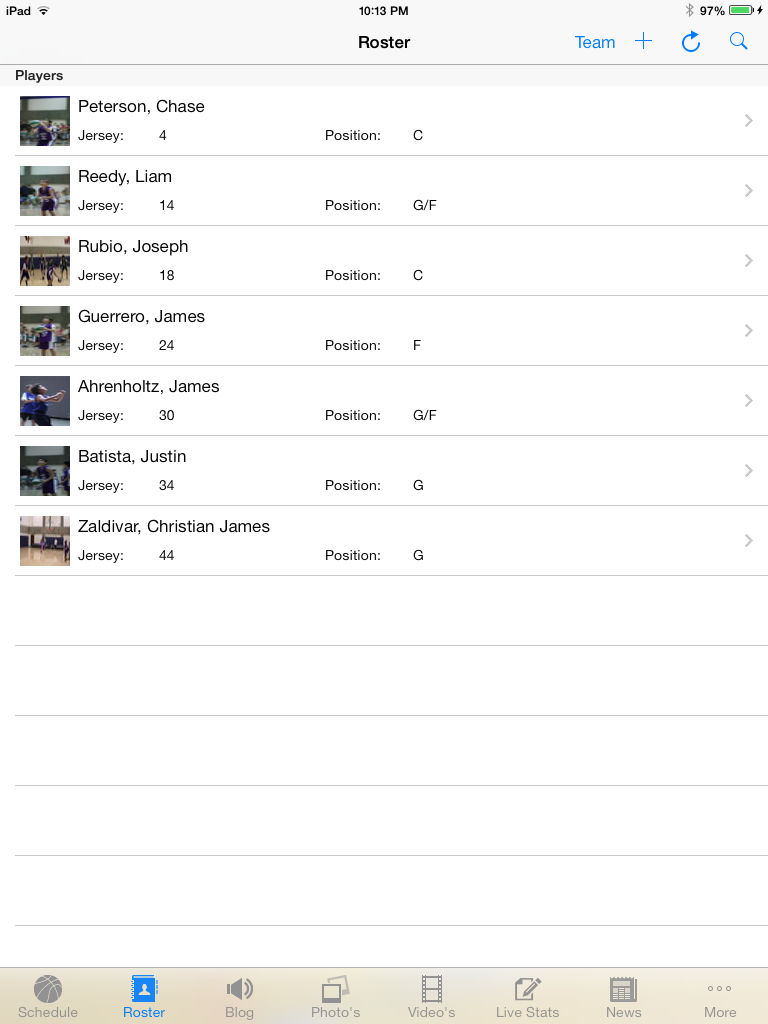 iPad 10:13 PM 97%
Roster Team
Players
Peterson, Chase
Jersey: 4 Position: C
Reedy, Liam
Jersey: 14 Position: G/F
Rubio, Joseph
Jersey: 18 Position: C
Guerrero, James
Jersey: 24 Position: F
Ahrenholtz, James
Jersey: 30 Position: G/F
Batista, Justin
Jersey: 34 Position: G
Zaldivar, Christian James
Jersey: 44 Position: G
Schedule Roster Blog Photo's Video's Live Stats News More